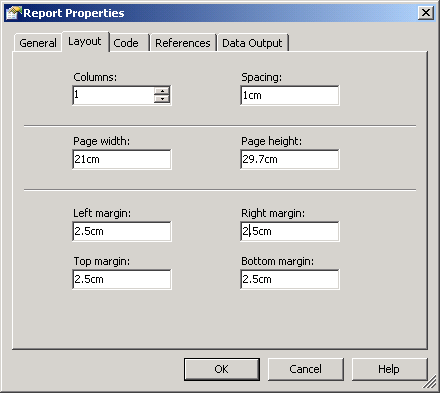 Report Properties
General Layout Code References Data Output
Columns: Spacing:
1 1cm
Page width: Page height:
21cm 29.7cm
Left margin: Right margin:
2.5cm 2.5cm
Top margin: Bottom margin:
2.5cm 2.5cm
OK Cancel Help